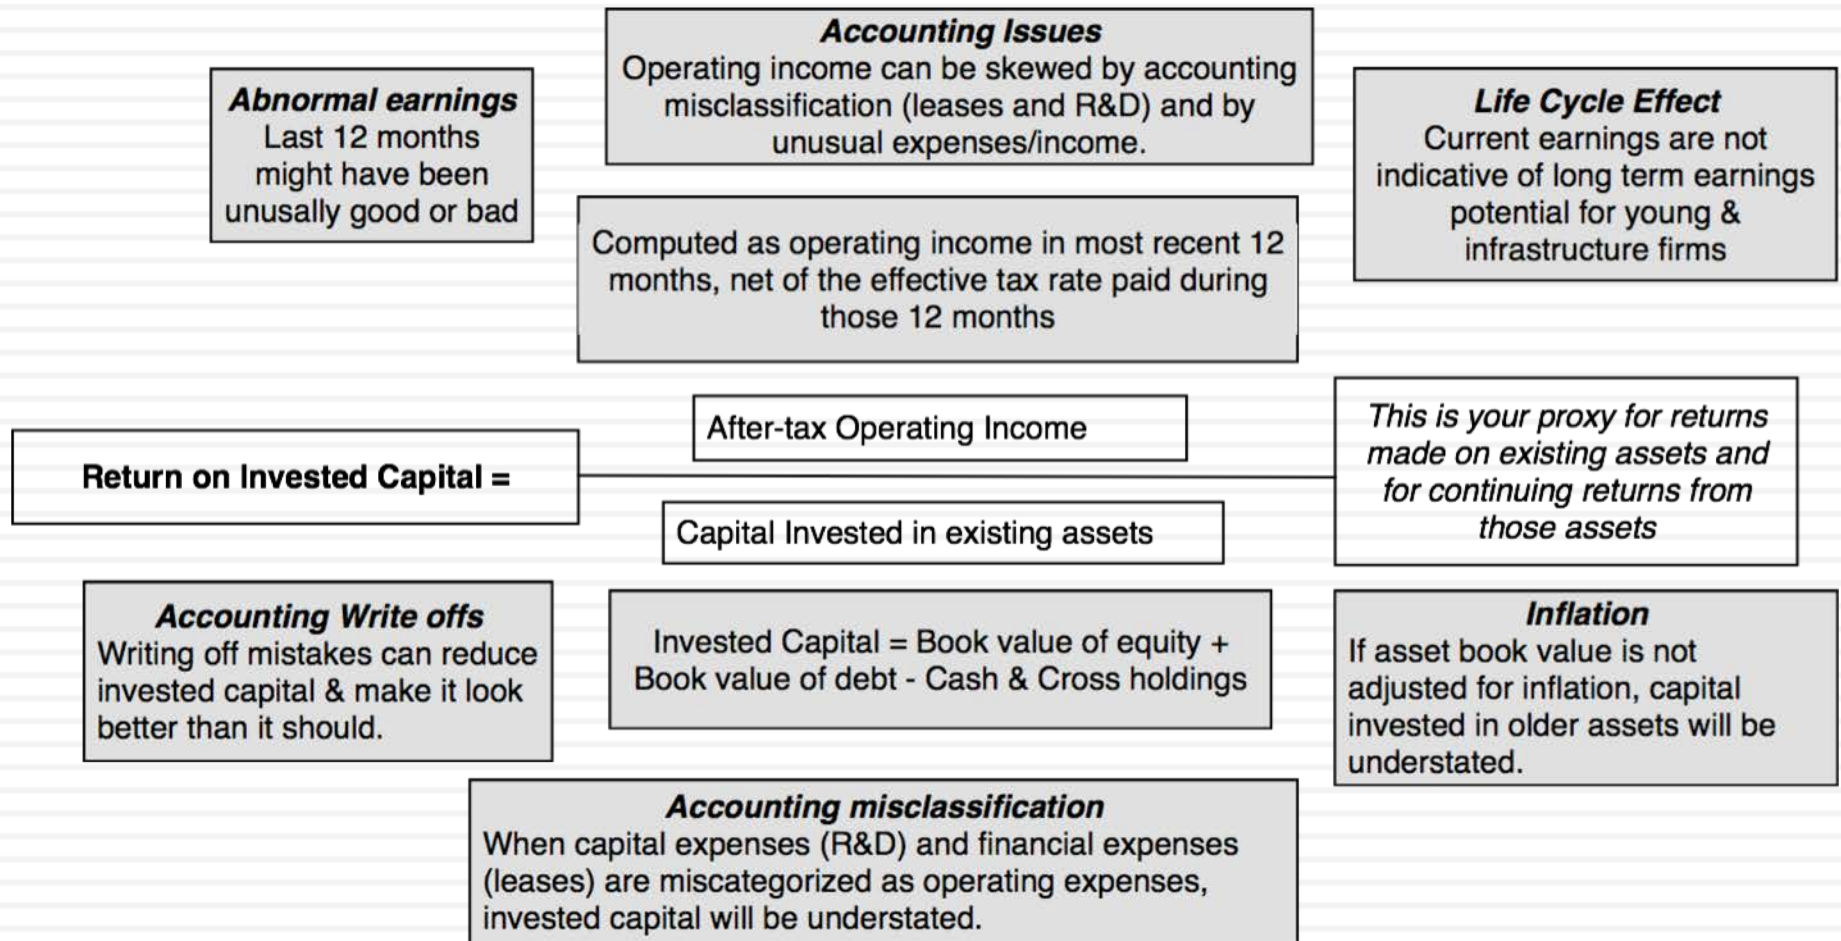 Accounting Issues
Operating income can be skewed by accounting
misclassification (leases and R&D) and by
unusual expenses/income.
Abnormal earnings
Last 12 months
might have been
unusally good or bad
Life Cycle Effect
Current earnings are not
indicative of long term earnings
potential for young &
infrastructure firms
Computed as operating income in most recent 12
months, net of the effective tax rate paid during
those 12 months
Return on Invested Capital =
After-tax Operating Income
Capital Invested in existing assets
This is your proxy for returns
made on existing assets and
for continuing returns from
those assets
Accounting Write offs
Writing off mistakes can reduce
invested capital & make it look
better than it should.
Invested Capital = Book value of equity +
Book value of debt - Cash & Cross holdings
Inflation
If asset book value is not
adjusted for inflation, capital
invested in older assets will be
understated.
Accounting misclassification
When capital expenses (R&D) and financial expenses
(leases) are miscategorized as operating expenses,
invested capital will be understated.